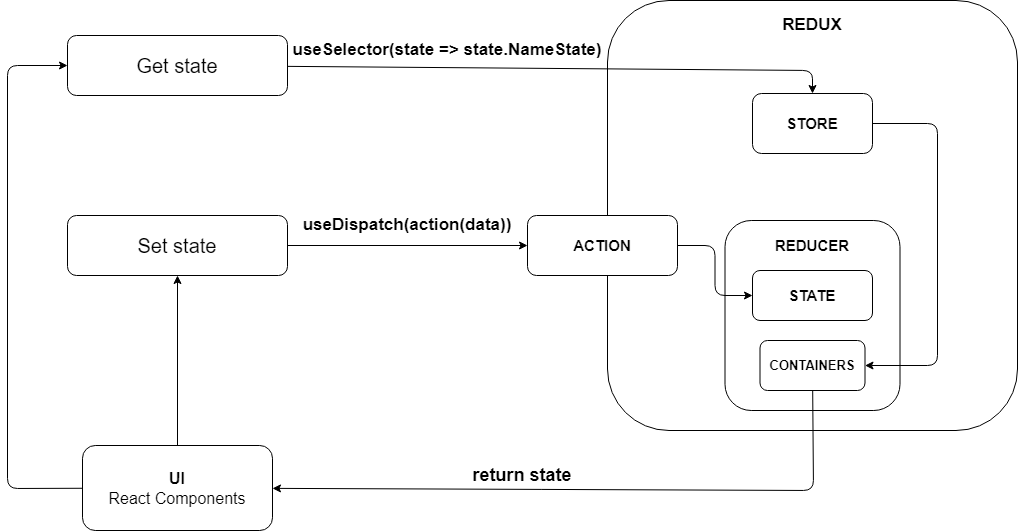 REDUX
useSelector(state => state.NameState)
Get state
STORE
useDispatch(action(data))
Set state
ACTION
REDUCER
STATE
CONTAINERS
return state
UI
React Components